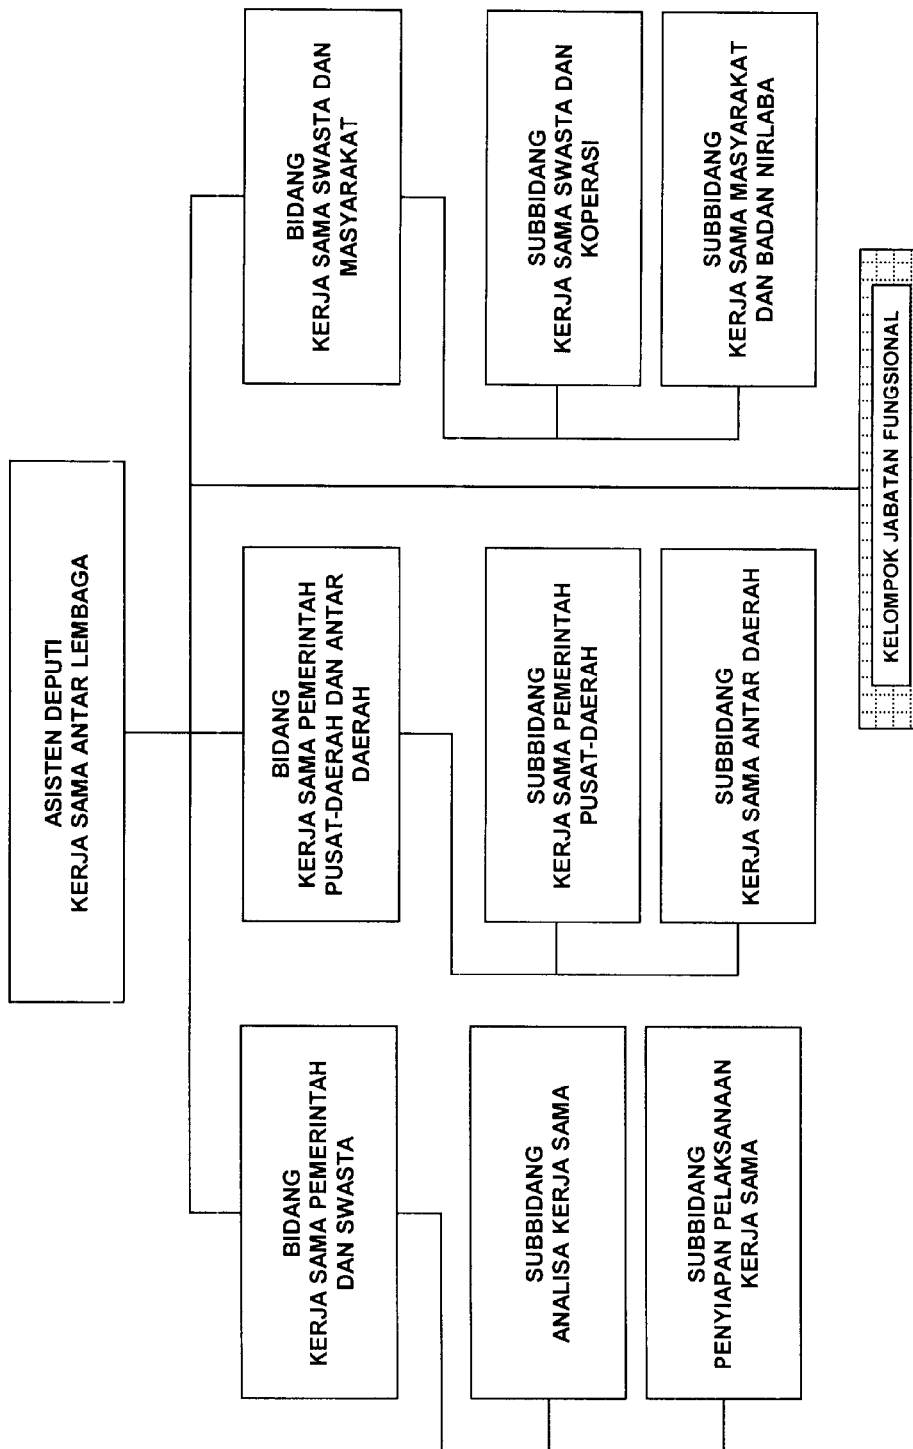 ASISTEN DEPUTI
KERJA SAMA ANTAR LEMBAGA
BIDANG
KERJA SAMA PEMERINTAH
DAN SWASTA
BIDANG
KERJA SAMA PEMERINTAH
PUSAT-DAERAH DAN ANTAR
DAERAH
BIDANG
KERJA SAMA SWASTA DAN
MASYARAKAT
SUBBIDANG
ANALISA KERJA SAMA
SUBBIDANG
KERJA SAMA PEMERINTAH
PUSAT-DAERAH
SUBBIDANG
KERJA SAMA SWASTA DAN
KOPERASI
SUBBIDANG
PENYIAPAN PELAKSANAAN
KERJA SAMA
SUBBIDANG
KERJA SAMA ANTAR DAERAH
SUBBIDANG
KERJA SAMA MASYARAKAT
DAN BADAN NIRLABA
KELOMPOK JABATAN FUNGSIONAL